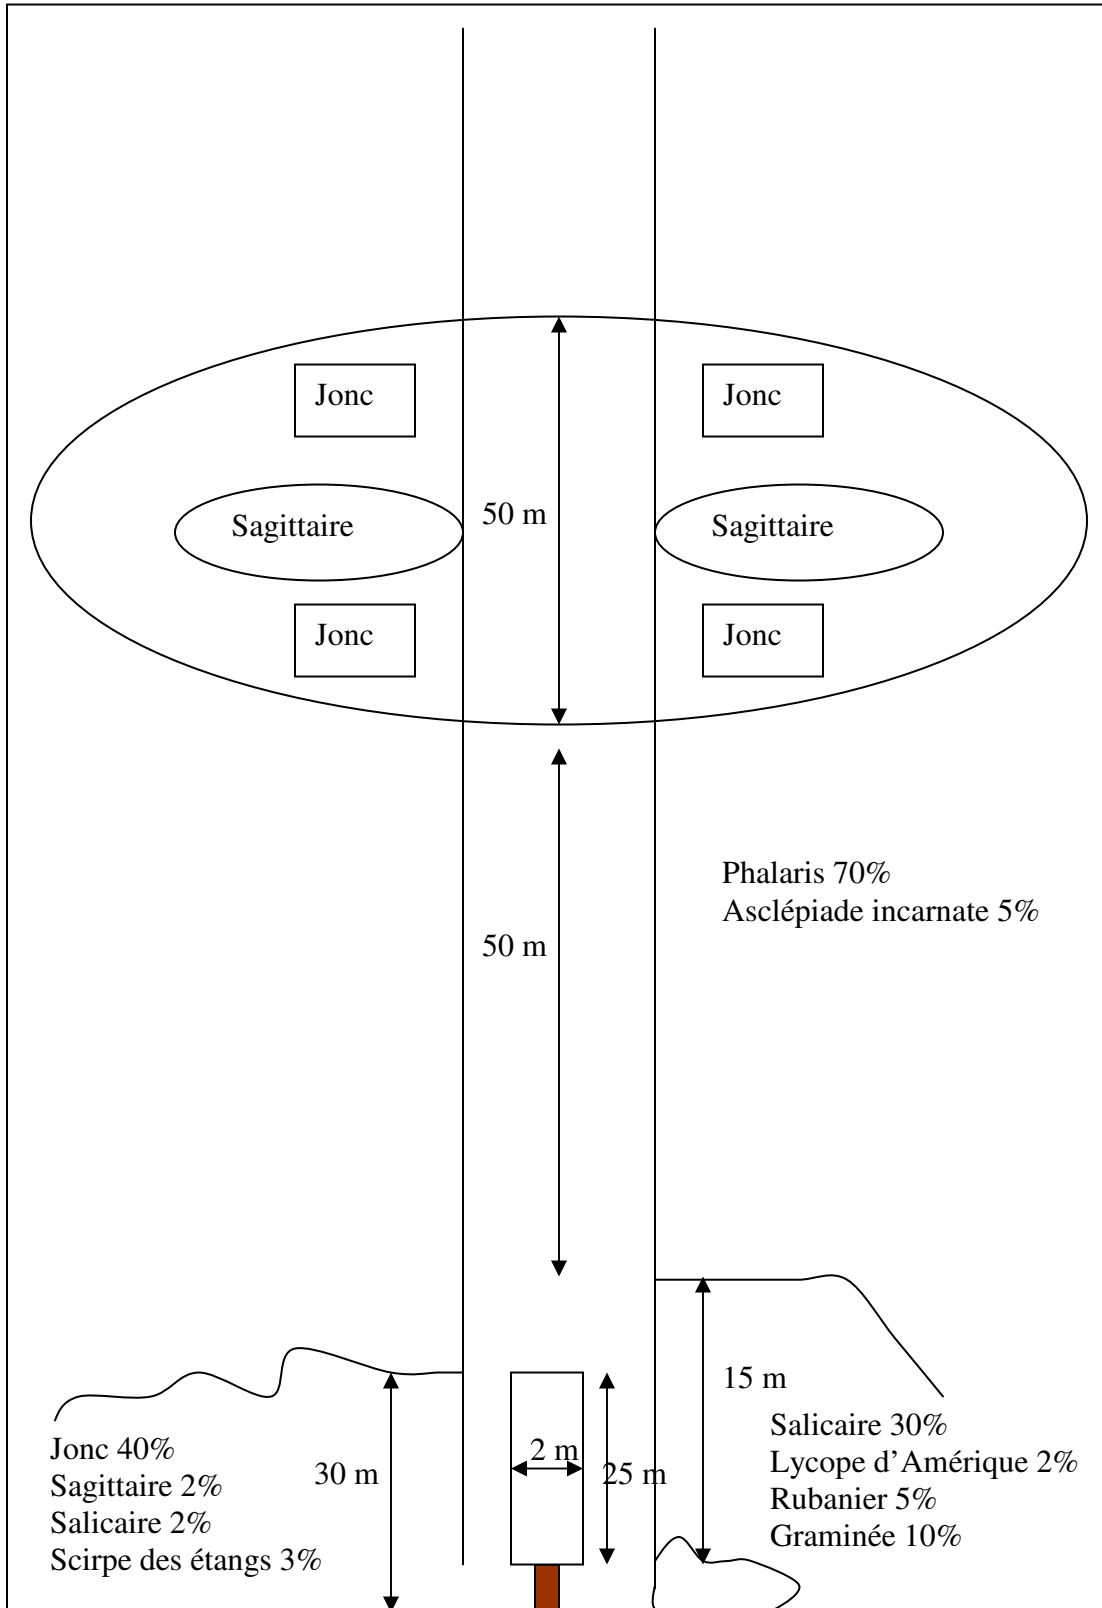 Jonc
Jonc
Sagittaire
50 m
Sagittaire
Jonc
Jonc
Phalaris 70%
Asclépiade incarnate 5%
50 m
15 m
Jonc 40%
Sagittaire 2%
Salicaire 2%
Scirpe des étangs 3%
30 m
2 m
25 m
Salicaire 30%
Lycope d’Amérique 2%
Rubanier 5%
Graminée 10%